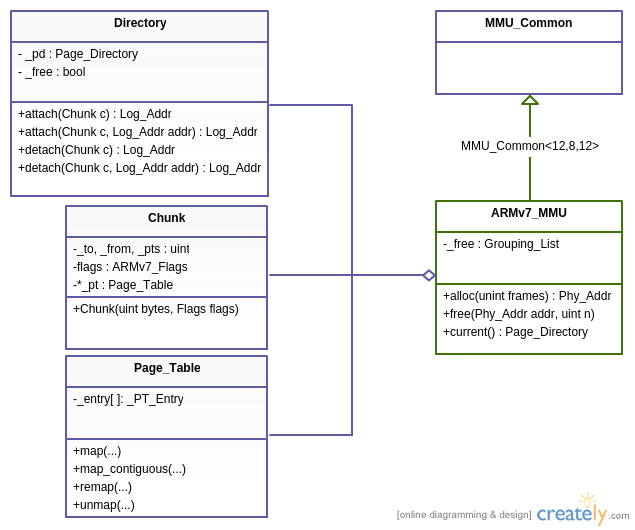 Directory
- _pd : Page_Directory
- _free : bool
+attach(Chunk c) : Log_Addr
+attach(Chunk c, Log_Addr addr) : Log_Addr
+detach(Chunk c) : Log_Addr
+detach(Chunk c, Log_Addr addr) : Log_Addr
Chunk
-_to, _from, _pts : uint
-flags : ARMv7_Flags
-*_pt : Page_Table
+Chunk(uint bytes, Flags flags)
Page_Table
-_entry[ ]: _PT_Entry
+map(...)
+map_contiguous(...)
+remap(...)
+unmap(...)
MMU_Common
MMU_Common<12,8,12>
ARMv7_MMU
-_free : Grouping_List
+alloc(unint frames) : Phy_Addr
+free(Phy_Addr addr, uint n)
+current() : Page_Directory
[online diagramming & design] creately.com